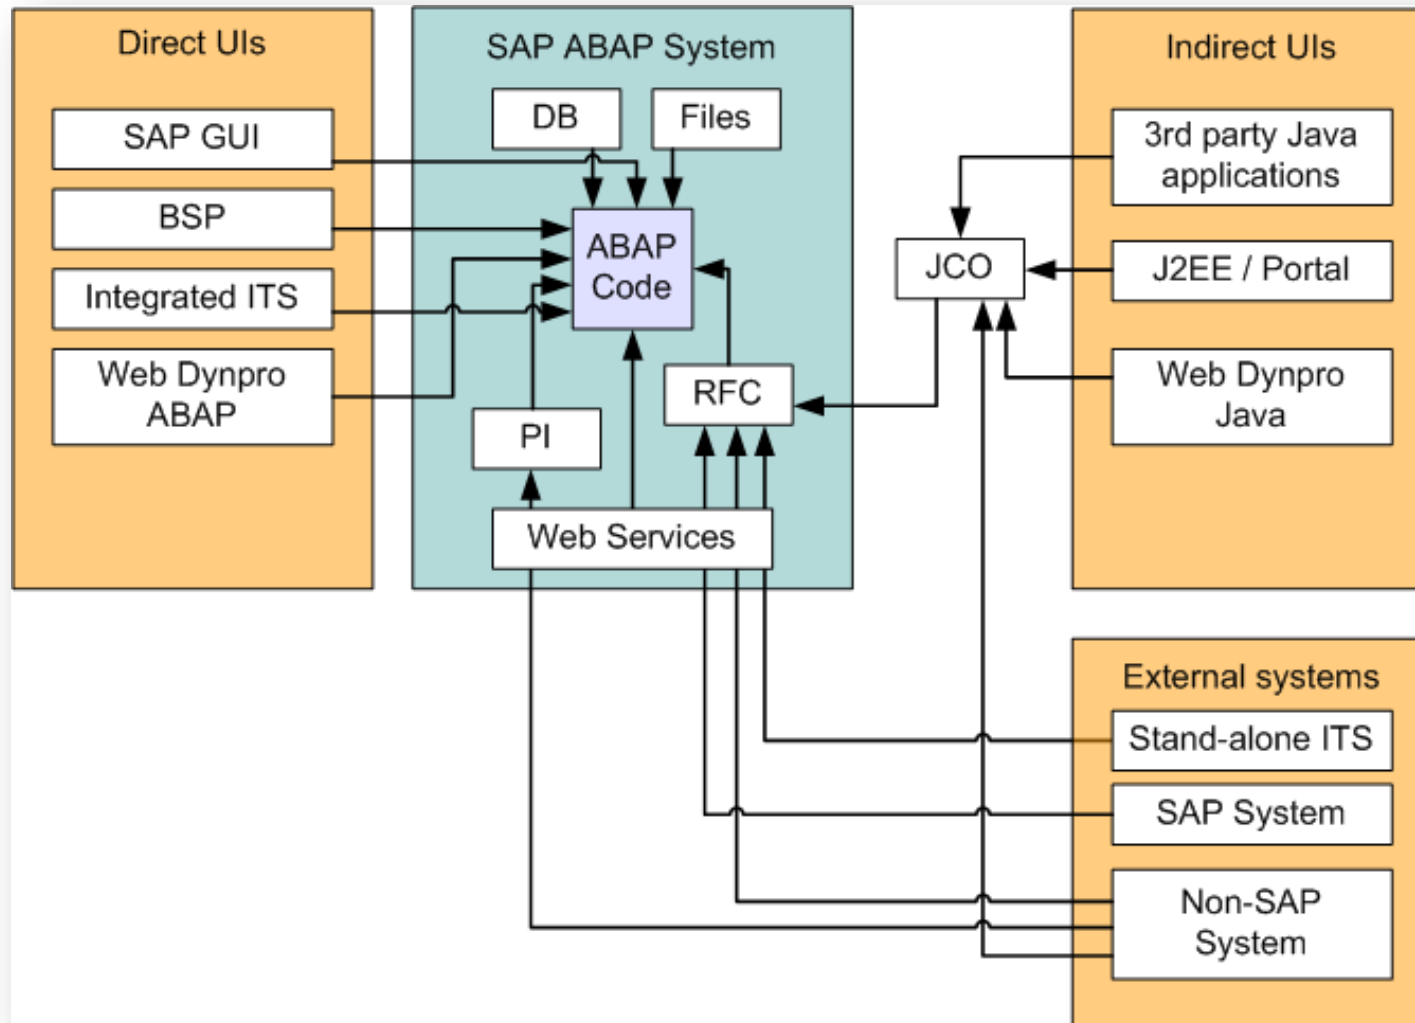 Direct UIs
SAP GUI
BSP
Integrated ITS
Web Dynpro
ABAP
SAP ABAP System
DB
Files
ABAP
Code
RFC
PI
Web Services
JCO
Indirect UIs
3rd party Java
applications
J2EE / Portal
Web Dynpro
Java
External systems
Stand-alone ITS
SAP System
Non-SAP
System